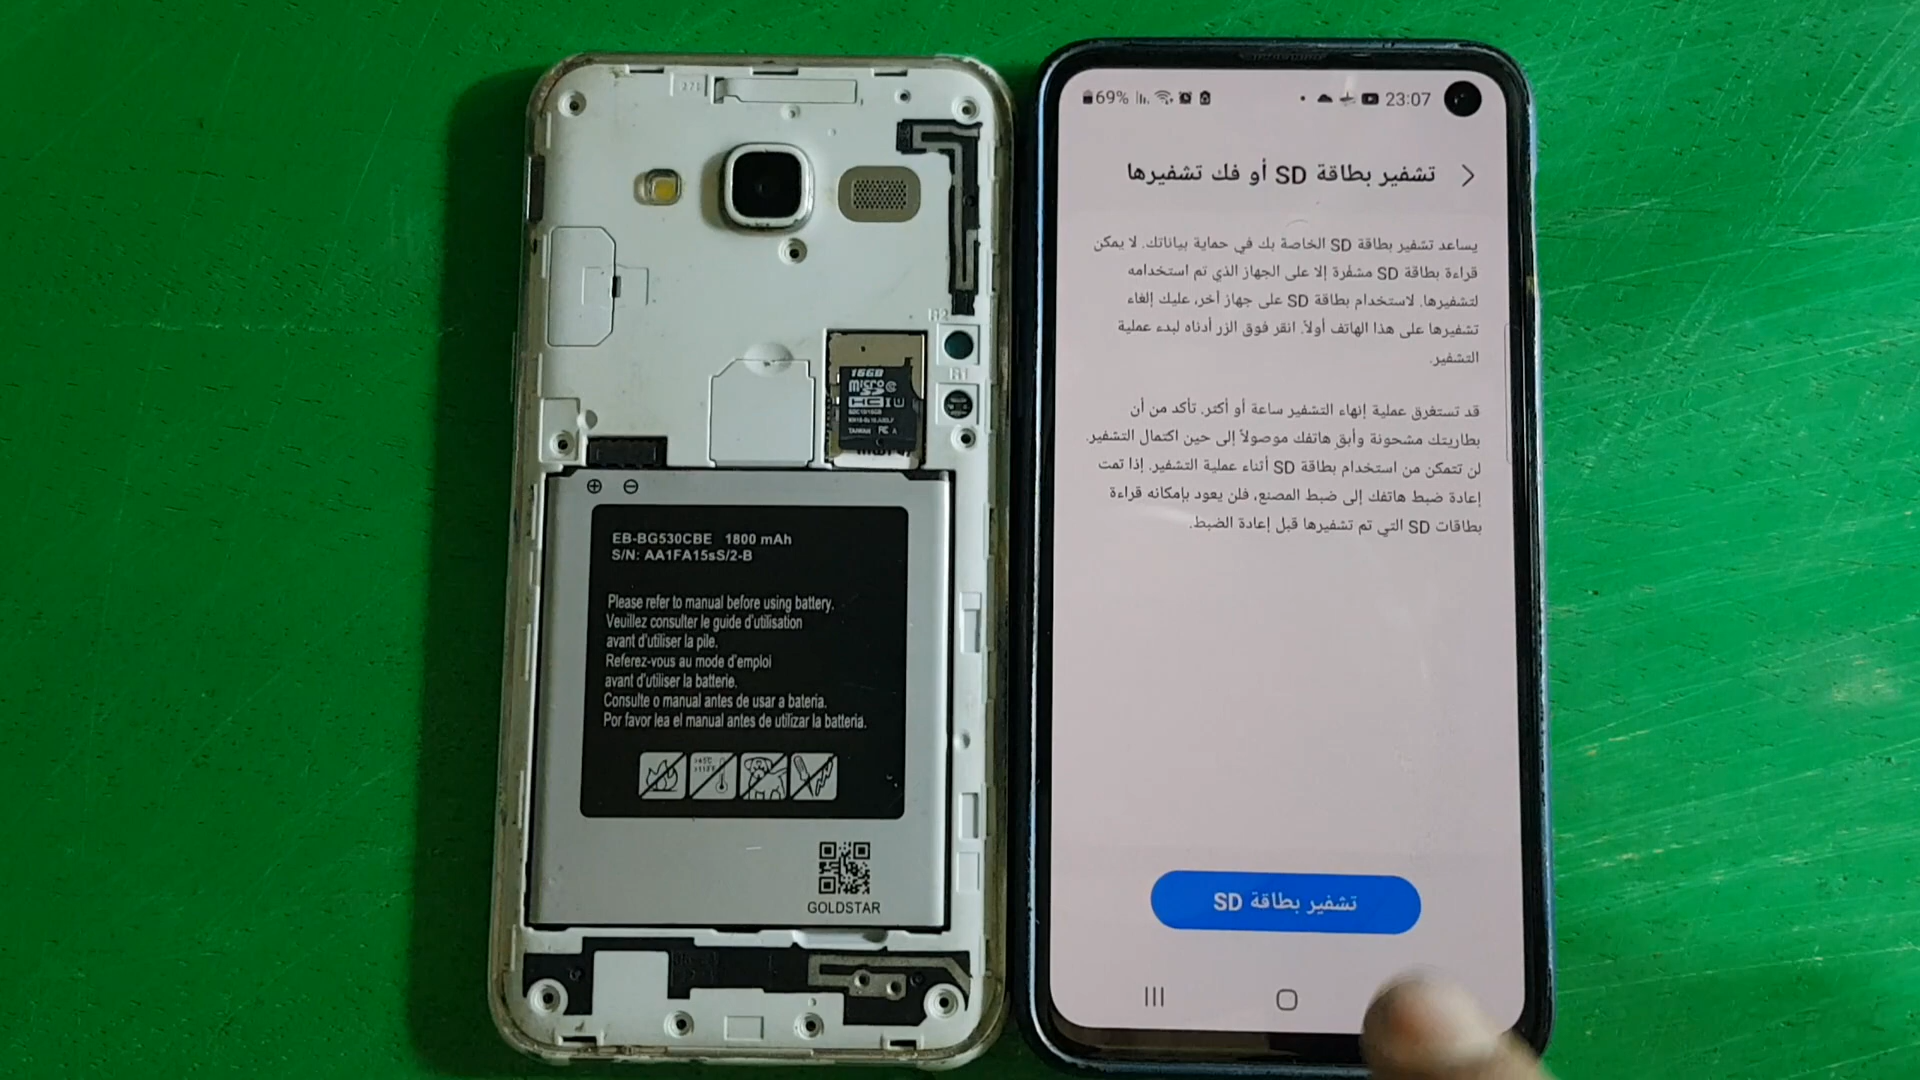 16GB
micro
HC I
TAIWAN
R2
R1
EB-BG530CBE 1800 mAh
S/N: AA1FA15sS/2-B
Please refer to manual before using battery.
Veuillez consulter le guide d'utilisation
avant d'utiliser la pile.
Referez-vous au mode d'emploi
avant d'utiliser la batterie.
Consulte o manual antes de usar a bateria.
Por favor lea el manual antes de utilizar la batteria.
GOLDSTAR
69%
23:07
تشفير بطاقة SD أو فك تشفيرها
يساعد تشفير بطاقة SD الخاصة بك في حماية بياناتك. لا يمكن
قراءة بطاقة SD مشفرة إلا على الجهاز الذي تم استخدامه
لتشفيرها. لاستخدام بطاقة SD على جهاز آخر، عليك إلغاء
تشفيرها على هذا الهاتف أولاً. انقر فوق الزر أدناه لبدء عملية
التشفير.
قد تستغرق عملية إنهاء التشفير ساعة أو أكثر. تأكد من أن
بطاريتك مشحونة وأبقِ هاتفك موصولاً إلى حين اكتمال التشفير.
لن تتمكن من استخدام بطاقة SD أثناء عملية التشفير. إذا تمت
إعادة ضبط هاتفك إلى ضبط المصنع، فلن يعود بإمكانه قراءة
بطاقات SD التي تم تشفيرها قبل إعادة الضبط.
تشفير بطاقة SD